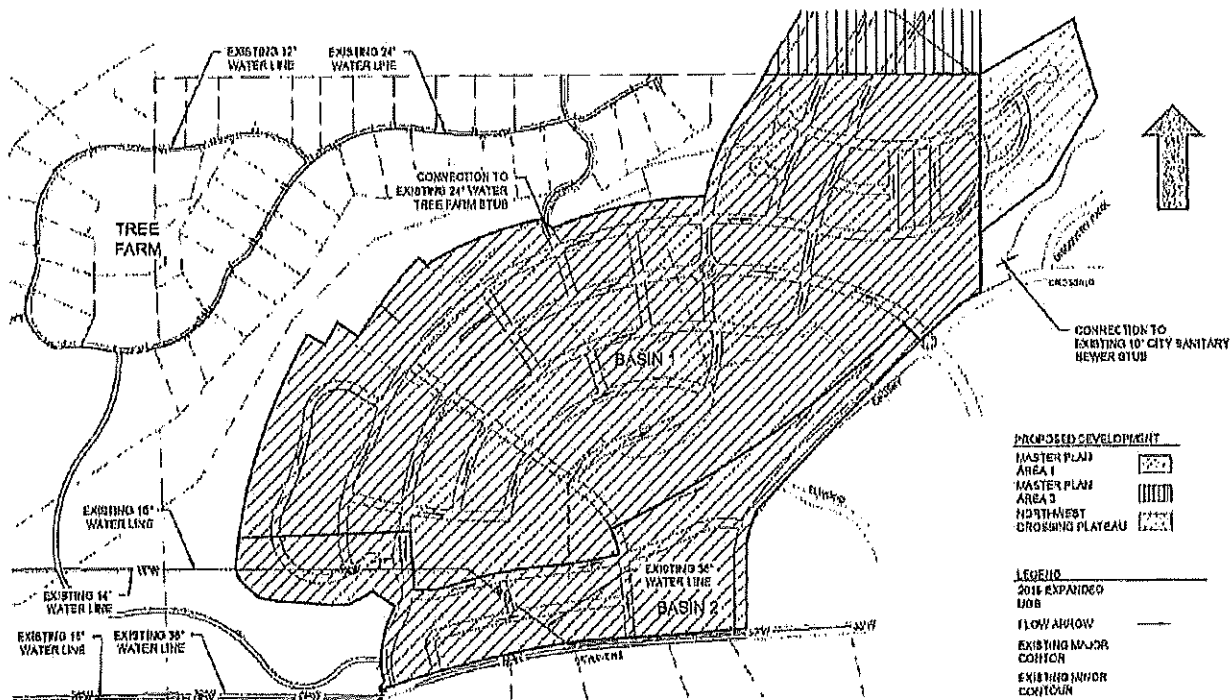 EXISTING 12"
WATER LINE
EXISTING 24"
WATER LINE
CONNECTION TO
EXISTING 24" WATER
TREE FARM STUB
TREE
FARM
BASIN 1
CROSSING
CONNECTION TO
EXISTING 10" CITY SANITARY
SEWER STUB
PROPOSED DEVELOPMENT
MASTER PLAN
AREA 1
MASTER PLAN
AREA 3
NORTHWEST
CROSSING PLATEAU
EXISTING 16"
WATER LINE
EXISTING 14"
WATER LINE
EXISTING 16"
WATER LINE
EXISTING 36"
WATER LINE
EXISTING 36"
WATER LINE
BASIN 2
LEGEND
2016 EXPANDED
UGB
FLOW ARROW
EXISTING MAJOR
CONTOUR
EXISTING MINOR
CONTOUR